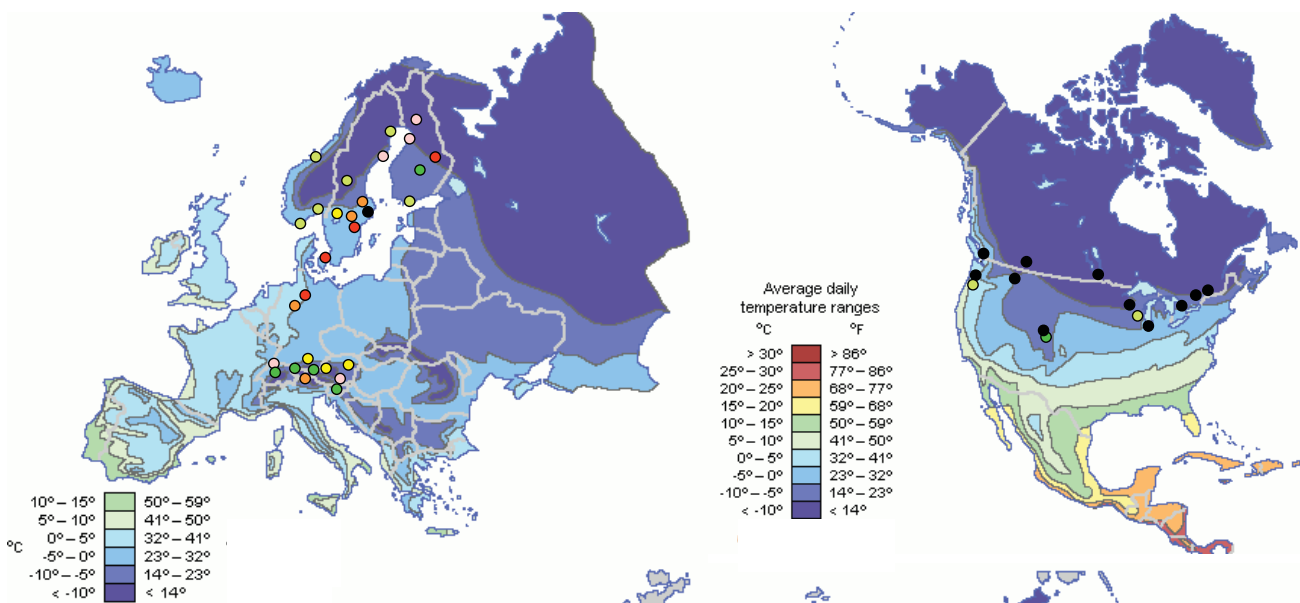 10° – 15° 50° – 59°
5° – 10° 41° – 50°
0° – 5° 32° – 41°
-5° – 0° 23° – 32°
-10° – -5° 14° – 23°
< -10° < 14°
°C
Average daily
temperature ranges
°C °F
> 30° > 86°
25° – 30° 77° – 86°
20° – 25° 68° – 77°
15° – 20° 59° – 68°
10° – 15° 50° – 59°
5° – 10° 41° – 50°
0° – 5° 32° – 41°
-5° – 0° 23° – 32°
-10° – -5° 14° – 23°
< -10° < 14°